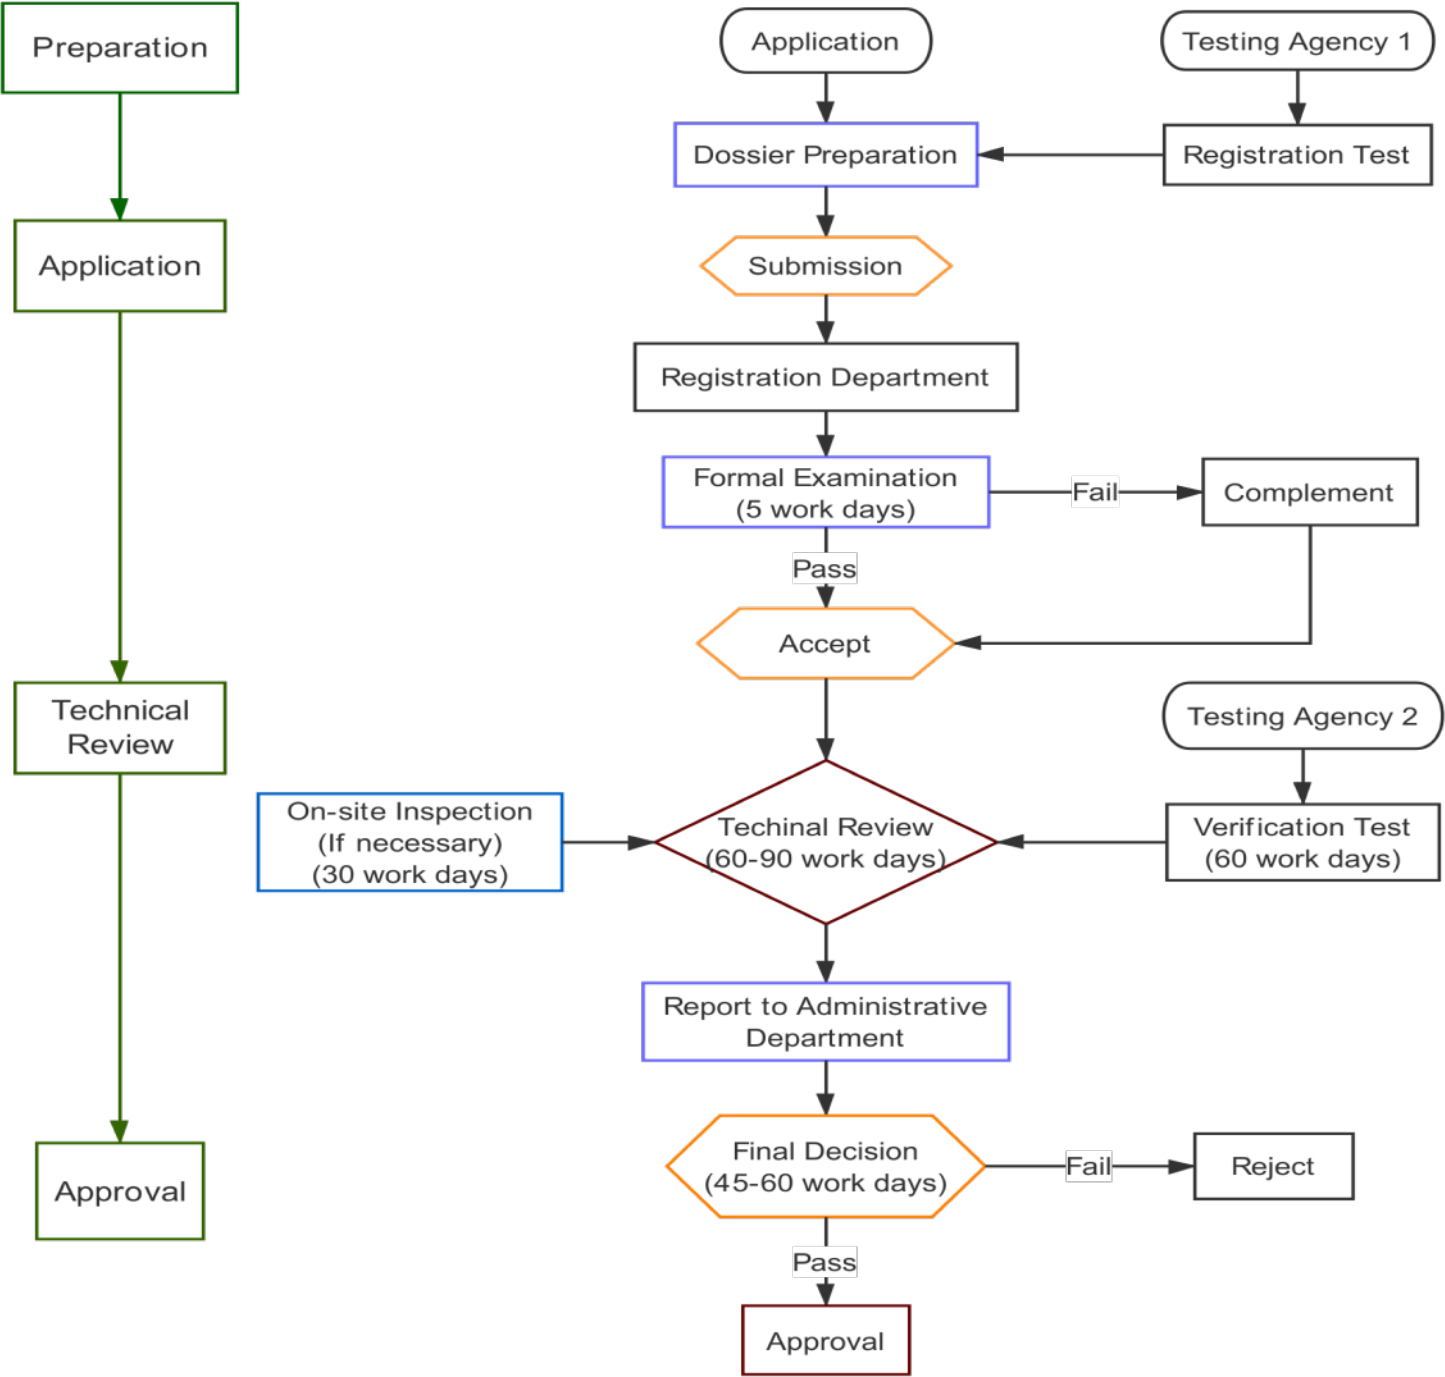 Preparation
Application
Technical
Review
Approval
Application
Testing Agency 1
Dossier Preparation
Registration Test
Submission
Registration Department
Formal Examination
(5 work days)
Fail
Complement
Pass
Accept
Testing Agency 2
On-site Inspection
(If necessary)
(30 work days)
Techinal Review
(60-90 work days)
Verification Test
(60 work days)
Report to Administrative
Department
Final Decision
(45-60 work days)
Fail
Reject
Pass
Approval